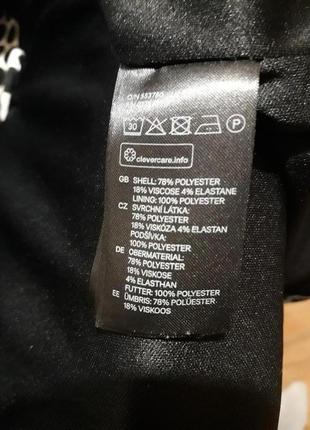 O/N 553780
30
P
clevercare.info
GB SHELL: 78% POLYESTER
18% VISCOSE 4% ELASTANE
LINING: 100% POLYESTER
CZ SVRCHNÍ LÁTKA:
78% POLYESTER
18% VISKÓZA 4% ELASTAN
PODŠÍVKA:
100% POLYESTER
DE OBERMATERIAL:
78% POLYESTER
18% VISKOSE
4% ELASTHAN
FUTTER: 100% POLYESTER
EE ÜMBRIS: 78% POLÜESTER
18% VISKOOS